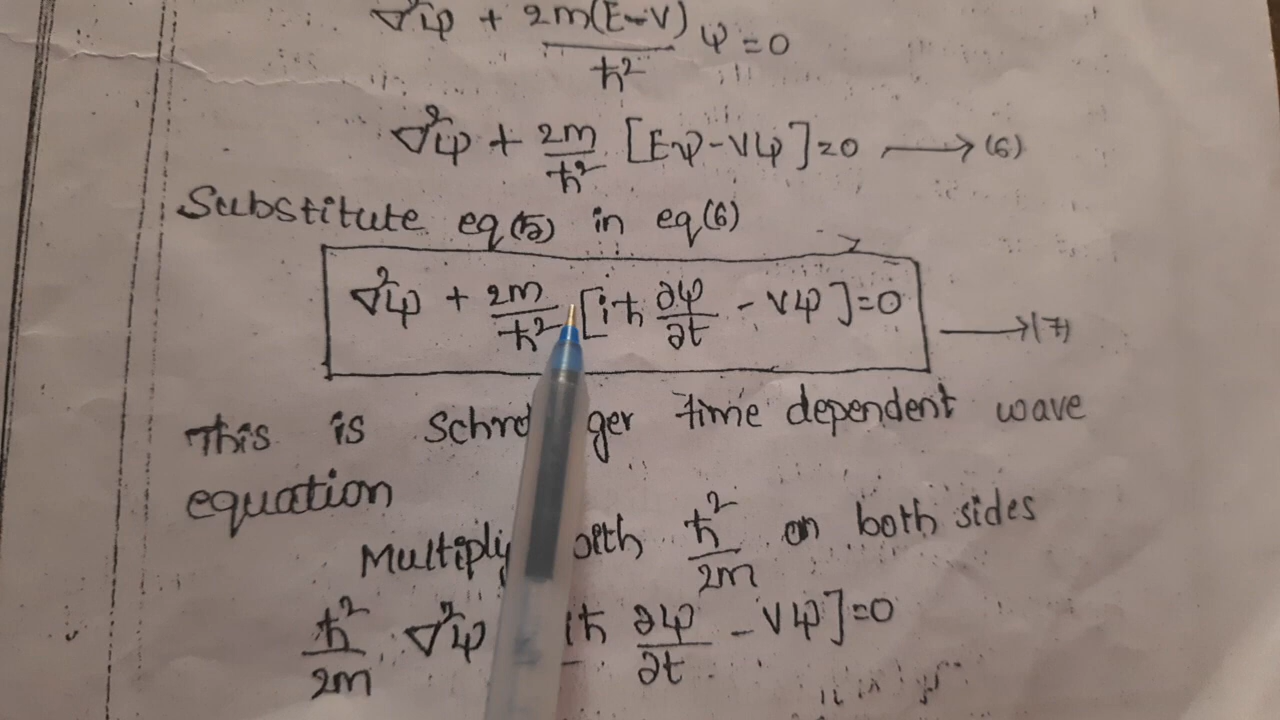 ∇²ψ + 2m(E-V)/ħ² ψ = 0
∇²ψ + 2m/ħ² [Eψ - Vψ] = 0 ⟶ (6)
Substitute eq(5) in eq(6)
∇²ψ + 2m/ħ² [iħ ∂ψ/∂t - Vψ] = 0 ⟶ (7)
This is Schro ger time dependent wave
equation
Multiply with ħ²/2m on both sides
ħ²/2m ∇²ψ iħ ∂ψ/∂t - Vψ] = 0